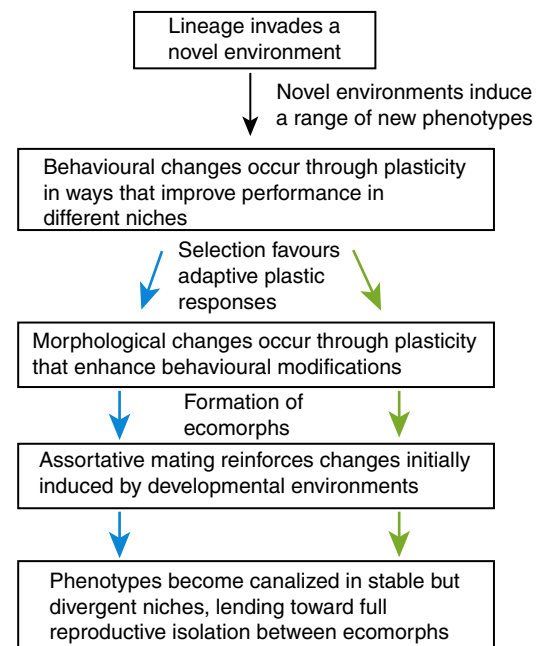 Lineage invades a
novel environment
Novel environments induce
a range of new phenotypes
Behavioural changes occur through plasticity
in ways that improve performance in
different niches
Selection favours
adaptive plastic
responses
Morphological changes occur through plasticity
that enhance behavioural modifications
Formation of
ecomorphs
Assortative mating reinforces changes initially
induced by developmental environments
Phenotypes become canalized in stable but
divergent niches, lending toward full
reproductive isolation between ecomorphs